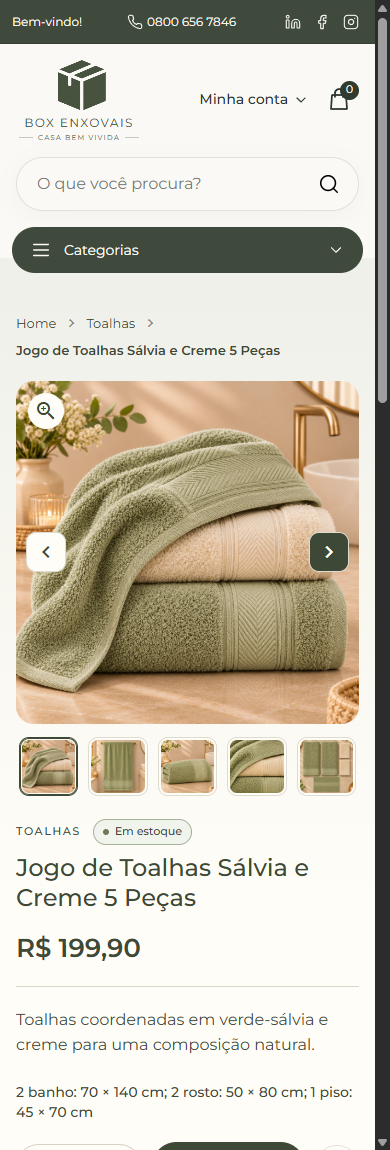 Bem-vindo!
0800 656 7846
BOX ENXOVAIS
CASA BEM VIVIDA
Minha conta
0
O que você procura?
Categorias
Home > Toalhas >
Jogo de Toalhas Sálvia e Creme 5 Peças
TOALHAS
Em estoque
Jogo de Toalhas Sálvia e
Creme 5 Peças
R$ 199,90
Toalhas coordenadas em verde-sálvia e
creme para uma composição natural.
2 banho: 70 × 140 cm; 2 rosto: 50 × 80 cm; 1 piso:
45 × 70 cm